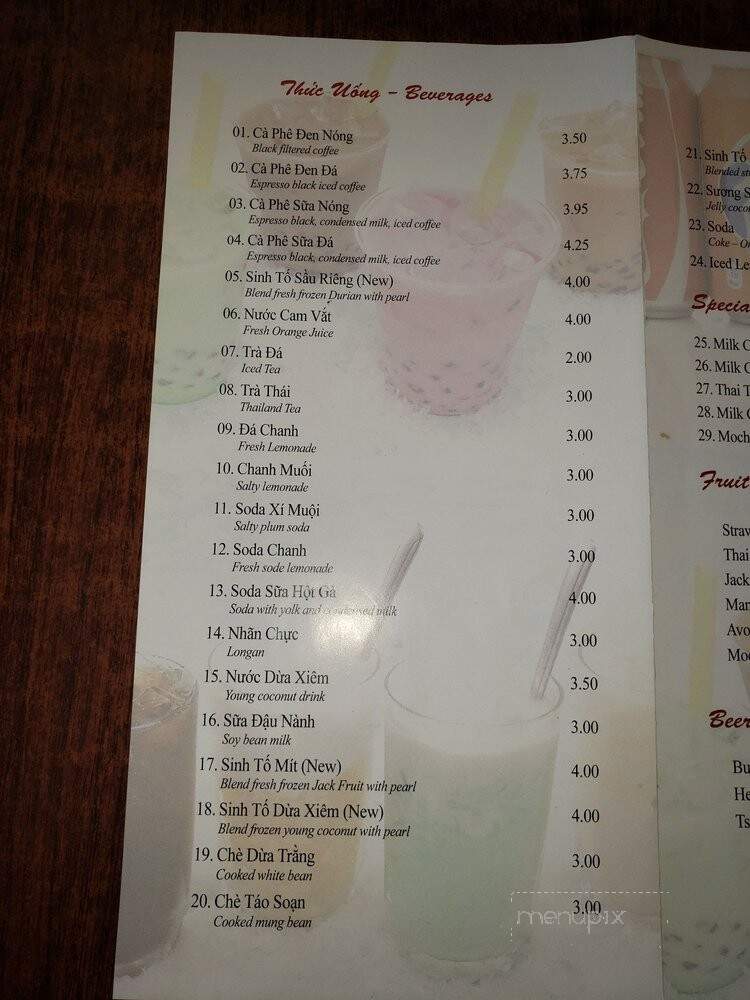 Thức Uống – Beverages
01. Cà Phê Đen Nóng 3.50
Black filtered coffee
02. Cà Phê Đen Đá 3.75
Espresso black iced coffee
03. Cà Phê Sữa Nóng 3.95
Espresso black, condensed milk, iced coffee
04. Cà Phê Sữa Đá 4.25
Espresso black, condensed milk, iced coffee
05. Sinh Tố Sầu Riêng (New) 4.00
Blend fresh frozen Durian with pearl
06. Nước Cam Vắt 4.00
Fresh Orange Juice
07. Trà Đá 2.00
Iced Tea
08. Trà Thái 3.00
Thailand Tea
09. Đá Chanh 3.00
Fresh Lemonade
10. Chanh Muối 3.00
Salty lemonade
11. Soda Xí Muội 3.00
Salty plum soda
12. Soda Chanh 3.00
Fresh sode lemonade
13. Soda Sữa Hột Gà 4.00
Soda with yolk and condensed milk
14. Nhãn Chực 3.00
Longan
15. Nước Dừa Xiêm 3.50
Young coconut drink
16. Sữa Đậu Nành 3.00
Soy bean milk
17. Sinh Tố Mít (New) 4.00
Blend fresh frozen Jack Fruit with pearl
18. Sinh Tố Dừa Xiêm (New) 4.00
Blend frozen young coconut with pearl
19. Chè Dừa Trằng 3.00
Cooked white bean
20. Chè Táo Soạn 3.00
Cooked mung bean
menupix
21. Sinh Tố
Blended
22. Sương
Jelly
23. Soda
Coke –
24. Iced
25. Milk
26. Milk
27. Thai
28. Milk
29.
Fruit
Thai
Jack